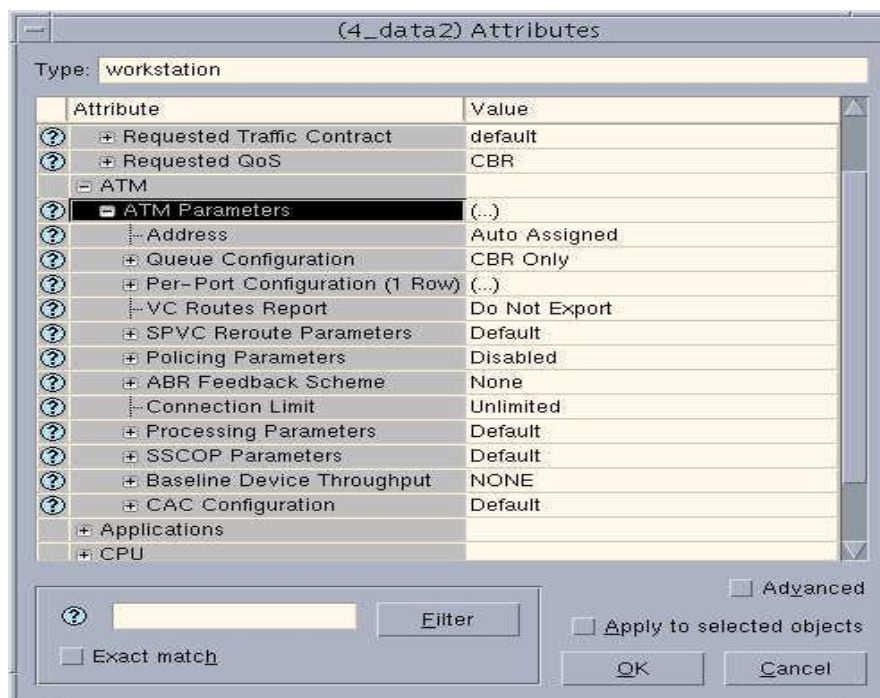 (4_data2) Attributes
Type: workstation
Attribute Value
Requested Traffic Contract default
Requested QoS CBR
ATM
ATM Parameters (...)
Address Auto Assigned
Queue Configuration CBR Only
Per-Port Configuration (1 Row) (...)
VC Routes Report Do Not Export
SPVC Reroute Parameters Default
Policing Parameters Disabled
ABR Feedback Scheme None
Connection Limit Unlimited
Processing Parameters Default
SSCOP Parameters Default
Baseline Device Throughput NONE
CAC Configuration Default
Applications
CPU
Advanced
Filter
Apply to selected objects
Exact match
OK Cancel